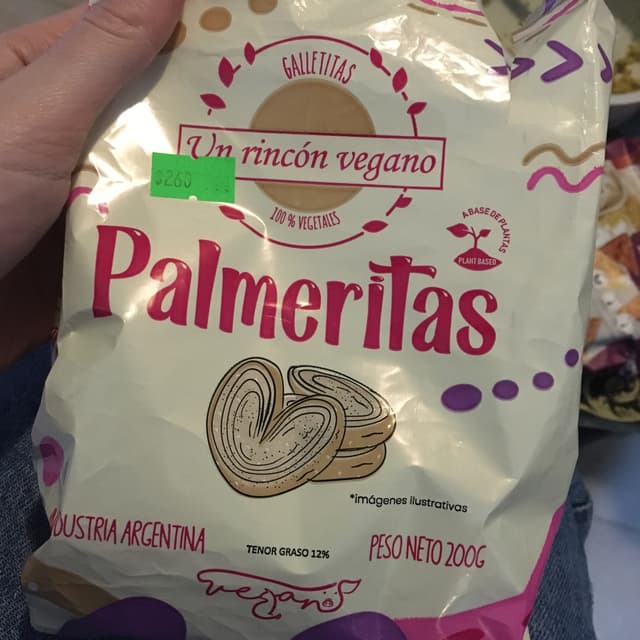 GALLETITAS
Un rincón vegano
$260
100 % VEGETALES
A BASE DE PLANTAS
PLANT BASED
Palmeritas
*imágenes ilustrativas
INDUSTRIA ARGENTINA
TENOR GRASO 12%
PESO NETO 200G
vegano